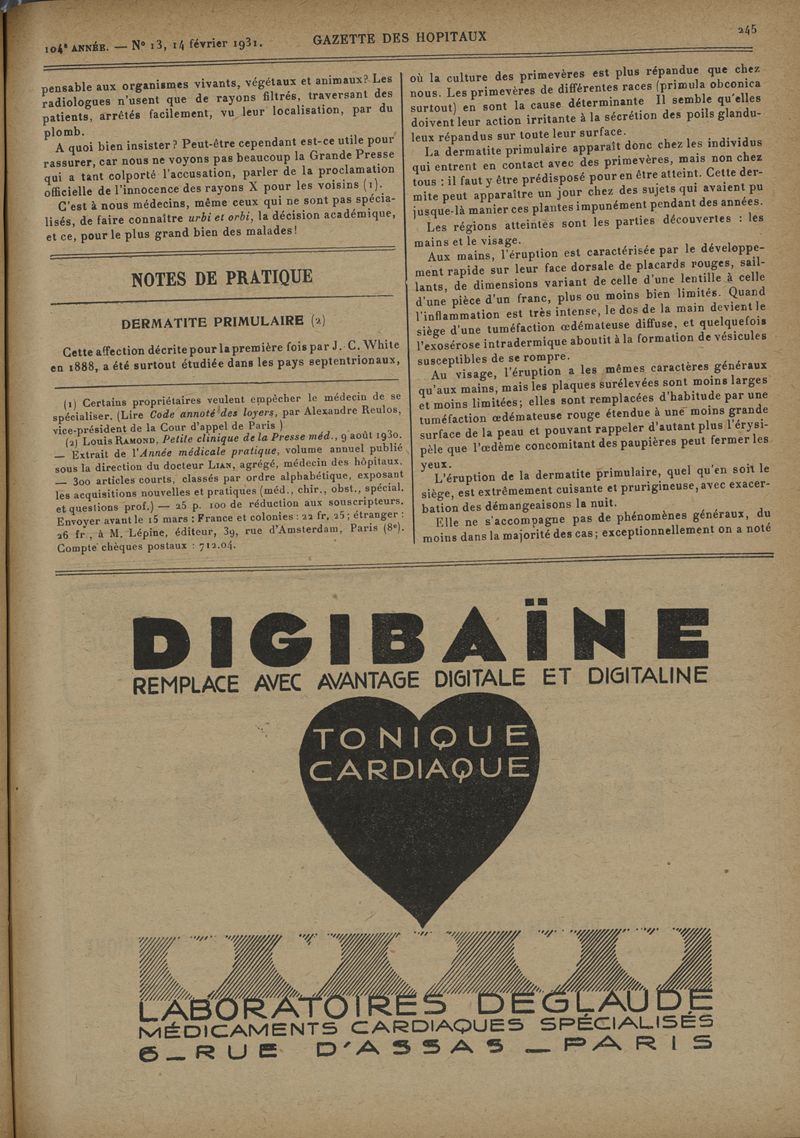 104ᵉ ANNÉE. — N° 13, 14 février 1931.
GAZETTE DES HOPITAUX
245
pensable aux organismes vivants, végétaux et animaux? Les
radiologues n'usent que de rayons filtrés, traversant des
patients, arrêtés facilement, vu leur localisation, par du
plomb.
A quoi bien insister? Peut-être cependant est-ce utile pour
rassurer, car nous ne voyons pas beaucoup la Grande Presse
qui a tant colporté l'accusation, parler de la proclamation
officielle de l'innocence des rayons X pour les voisins (1).
C'est à nous médecins, même ceux qui ne sont pas spécia-
lisés, de faire connaître urbi et orbi, la décision académique,
et ce, pour le plus grand bien des malades!
NOTES DE PRATIQUE
DERMATITE PRIMULAIRE (2)
Cette affection décrite pour la première fois par J.-C. White
en 1888, a été surtout étudiée dans les pays septentrionaux,
(1) Certains propriétaires veulent empêcher le médecin de se
spécialiser. (Lire Code annoté des loyers, par Alexandre Reulos,
vice-président de la Cour d'appel de Paris )
(2) Louis RAMOND, Petite clinique de la Presse méd., 9 août 1930.
— Extrait de l'Année médicale pratique, volume annuel publié
sous la direction du docteur LIAN, agrégé, médecin des hôpitaux.
— 300 articles courts, classés par ordre alphabétique, exposant
les acquisitions nouvelles et pratiques (méd., chir., obst., spécial.
et questions prof.) — 25 p. 100 de réduction aux souscripteurs.
Envoyer avant le 15 mars : France et colonies : 22 fr, 25; étranger :
26 fr., à M. Lépine, éditeur, 39, rue d'Amsterdam, Paris (8ᵉ).
Compte chèques postaux : 712.04.
où la culture des primevères est plus répandue que chez
nous. Les primevères de différentes races (primula obconica
surtout) en sont la cause déterminante Il semble qu'elles
doivent leur action irritante à la sécrétion des poils glandu-
leux répandus sur toute leur surface.
La dermatite primulaire apparaît donc chez les individus
qui entrent en contact avec des primevères, mais non chez
tous : il faut y être prédisposé pour en être atteint. Cette der-
mite peut apparaître un jour chez des sujets qui avaient pu
jusque-là manier ces plantes impunément pendant des années.
Les régions atteintes sont les parties découvertes : les
mains et le visage.
Aux mains, l'éruption est caractérisée par le développe-
ment rapide sur leur face dorsale de placards rouges, sail-
lants, de dimensions variant de celle d'une lentille à celle
d'une pièce d'un franc, plus ou moins bien limités. Quand
l'inflammation est très intense, le dos de la main devient le
siège d'une tuméfaction œdémateuse diffuse, et quelquefois
l'exosérose intradermique aboutit à la formation de vésicules
susceptibles de se rompre.
Au visage, l'éruption a les mêmes caractères généraux
qu'aux mains, mais les plaques surélevées sont moins larges
et moins limitées; elles sont remplacées d'habitude par une
tuméfaction œdémateuse rouge étendue à une moins grande
surface de la peau et pouvant rappeler d'autant plus l'érysi-
pèle que l'œdème concomitant des paupières peut fermer les
yeux.
L'éruption de la dermatite primulaire, quel qu'en soit le
siège, est extrêmement cuisante et prurigineuse, avec exacer-
bation des démangeaisons la nuit.
Elle ne s'accompagne pas de phénomènes généraux, du
moins dans la majorité des cas; exceptionnellement on a noté
DIGIBAÏNE
REMPLACE AVEC AVANTAGE DIGITALE ET DIGITALINE
TONIQUE
CARDIAQUE
LABORATOIRES DEGLAUDE
MÉDICAMENTS CARDIAQUES SPÉCIALISÉS
6 _ RUE D'ASSAS _ PARIS